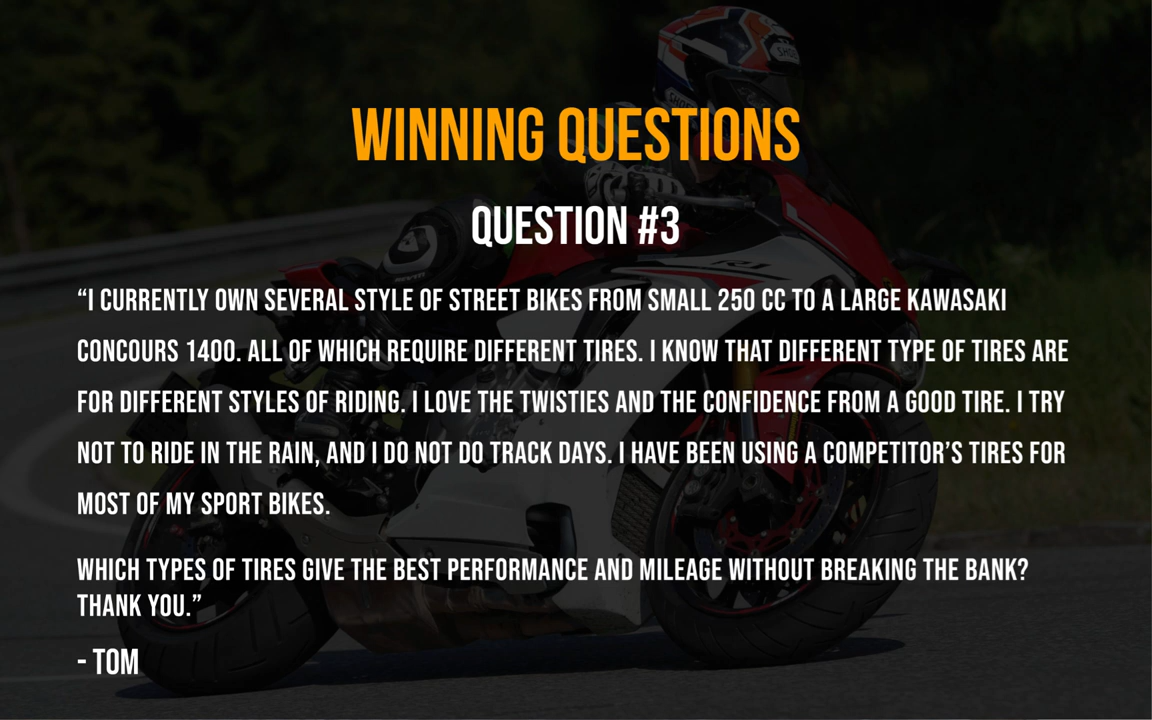 WINNING QUESTIONS
QUESTION #3
“I CURRENTLY OWN SEVERAL STYLE OF STREET BIKES FROM SMALL 250 CC TO A LARGE KAWASAKI
CONCOURS 1400. ALL OF WHICH REQUIRE DIFFERENT TIRES. I KNOW THAT DIFFERENT TYPE OF TIRES ARE
FOR DIFFERENT STYLES OF RIDING. I LOVE THE TWISTIES AND THE CONFIDENCE FROM A GOOD TIRE. I TRY
NOT TO RIDE IN THE RAIN, AND I DO NOT DO TRACK DAYS. I HAVE BEEN USING A COMPETITOR’S TIRES FOR
MOST OF MY SPORT BIKES.
WHICH TYPES OF TIRES GIVE THE BEST PERFORMANCE AND MILEAGE WITHOUT BREAKING THE BANK?
THANK YOU.”
- TOM
R1